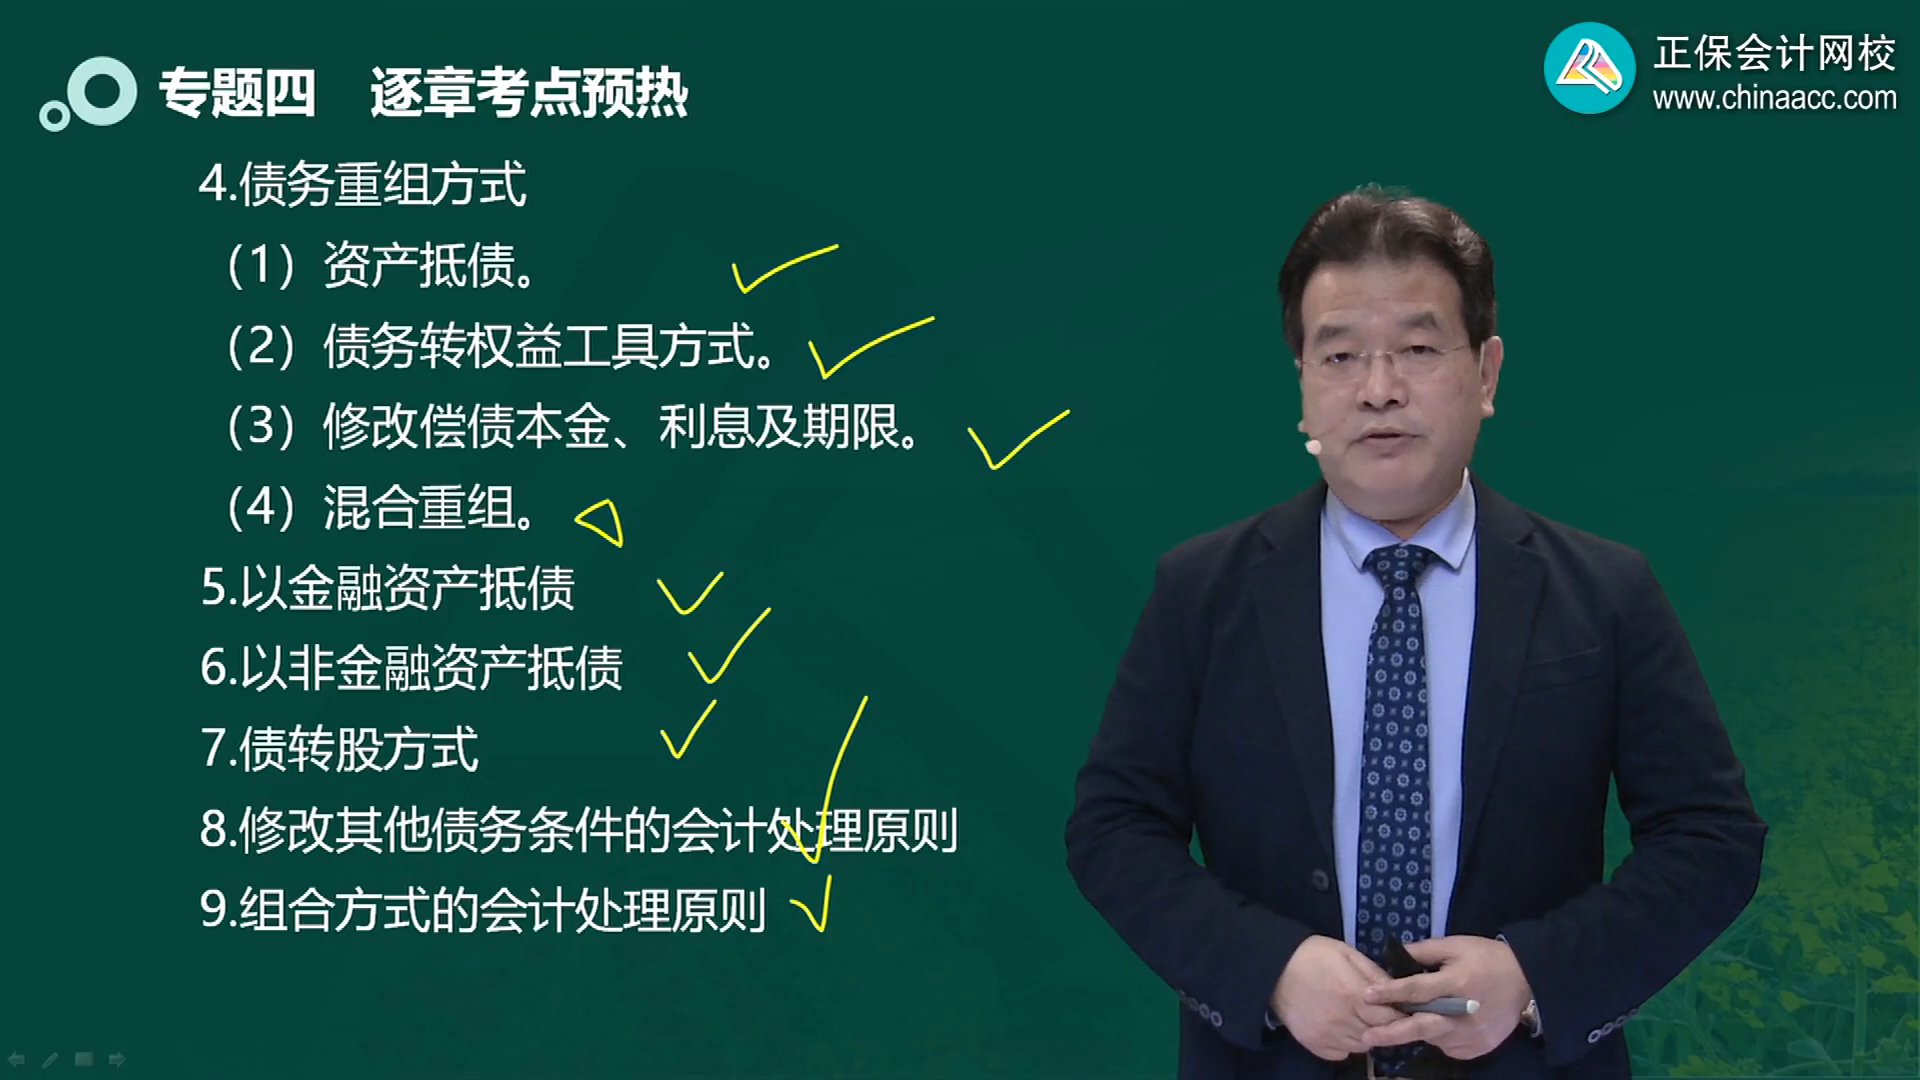 专题四 逐章考点预热
正保会计网校
www.chinaacc.com
4.债务重组方式
（1）资产抵债。
（2）债务转权益工具方式。
（3）修改偿债本金、利息及期限。
（4）混合重组。
5.以金融资产抵债
6.以非金融资产抵债
7.债转股方式
8.修改其他债务条件的会计处理原则
9.组合方式的会计处理原则